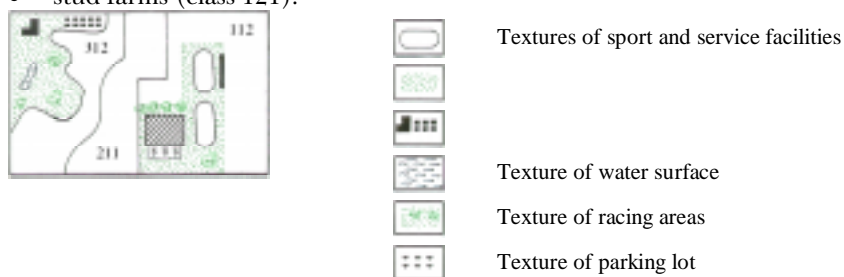 • stud farms (class 121).
112
312
211
Textures of sport and service facilities
Texture of water surface
Texture of racing areas
Texture of parking lot